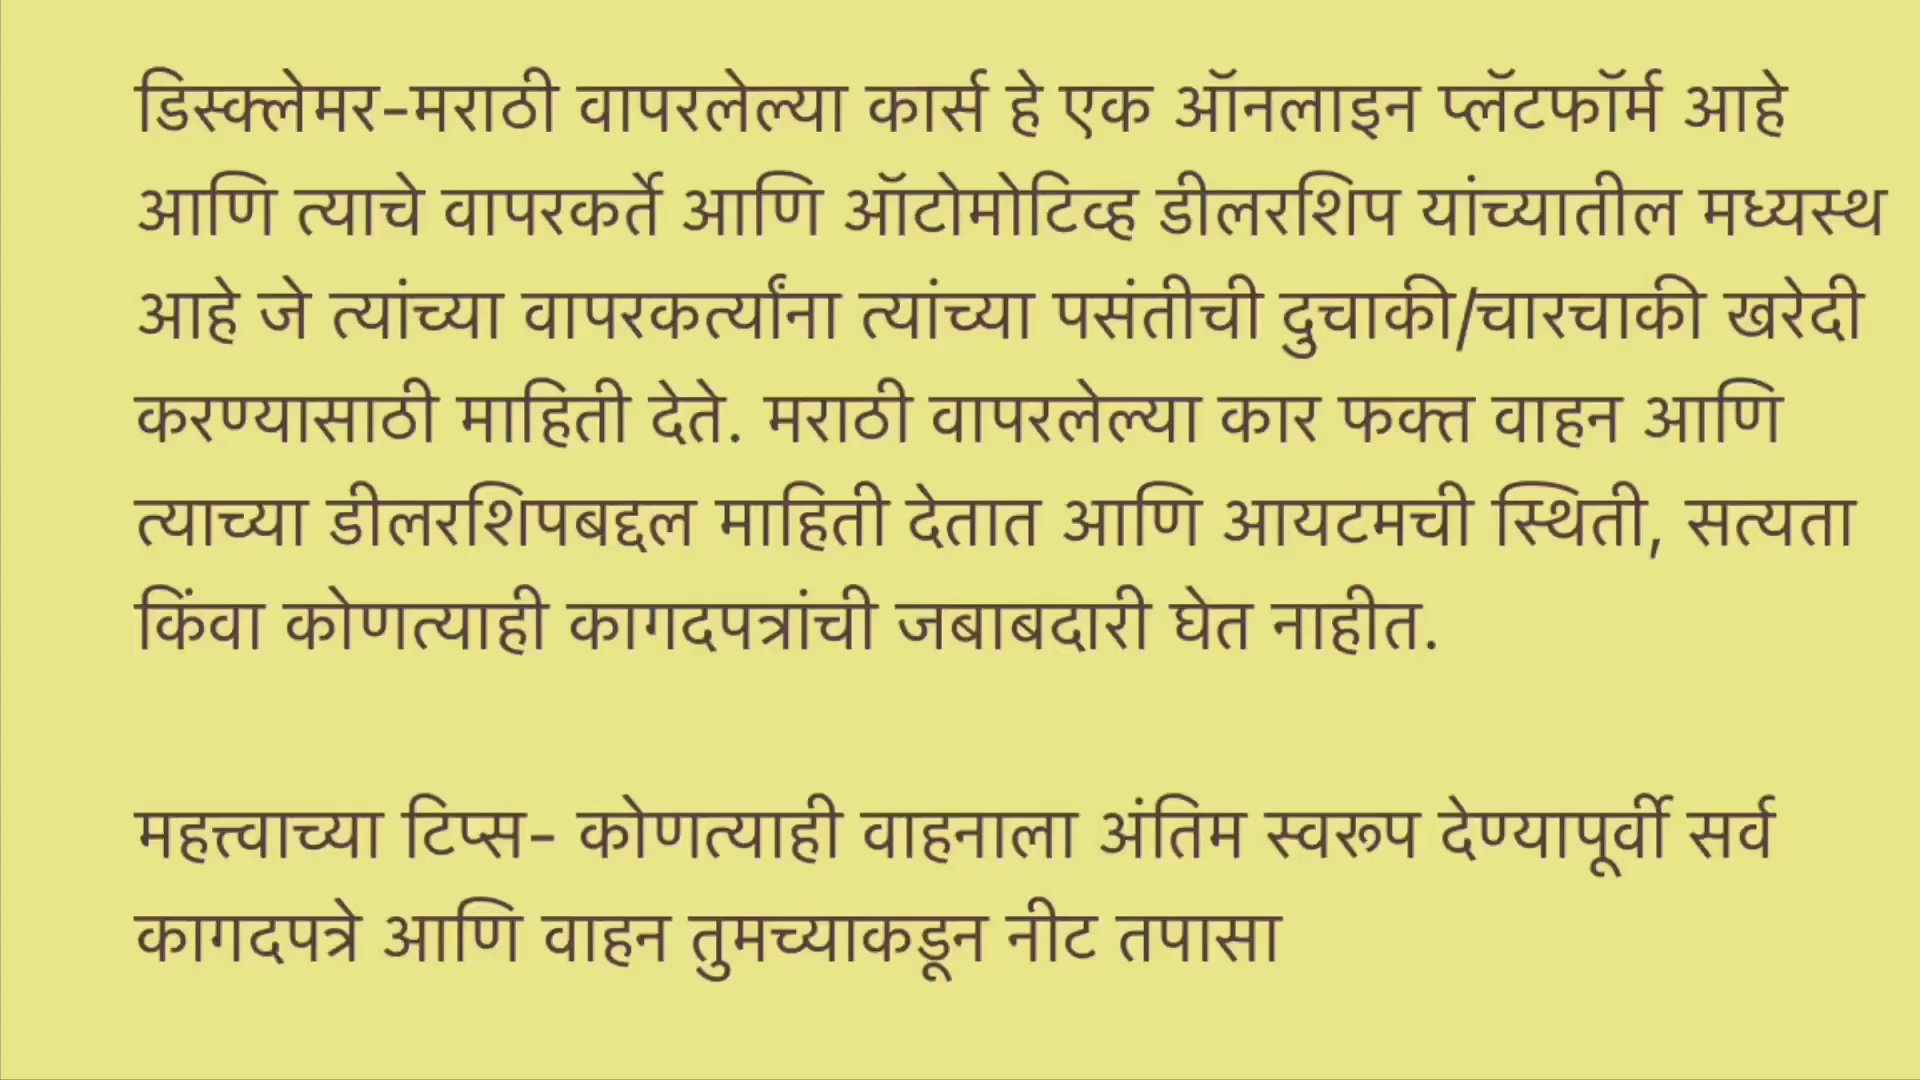 डिस्क्लेमर-मराठी वापरलेल्या कार्स हे एक ऑनलाइन प्लॅटफॉर्म आहे
आणि त्याचे वापरकर्ते आणि ऑटोमोटिव्ह डीलरशिप यांच्यातील मध्यस्थ
आहे जे त्यांच्या वापरकर्त्यांना त्यांच्या पसंतीची दुचाकी/चारचाकी खरेदी
करण्यासाठी माहिती देते. मराठी वापरलेल्या कार फक्त वाहन आणि
त्याच्या डीलरशिपबद्दल माहिती देतात आणि आयटमची स्थिती, सत्यता
किंवा कोणत्याही कागदपत्रांची जबाबदारी घेत नाहीत.
महत्त्वाच्या टिप्स- कोणत्याही वाहनाला अंतिम स्वरूप देण्यापूर्वी सर्व
कागदपत्रे आणि वाहन तुमच्याकडून नीट तपासा